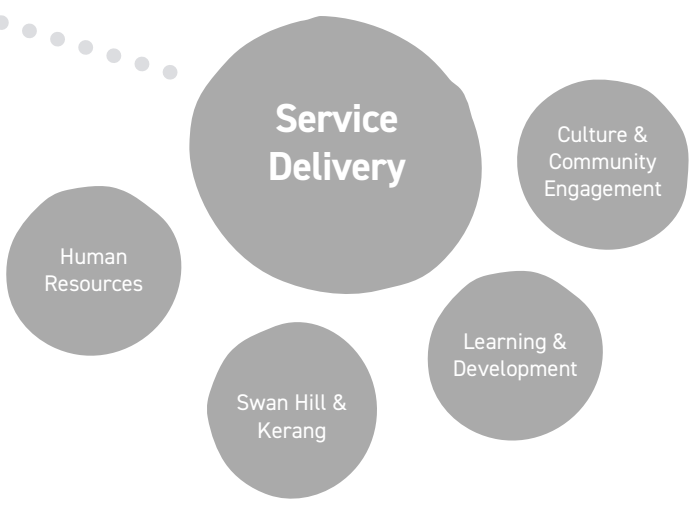 Service
Delivery
Culture &
Community
Engagement
Human
Resources
Learning &
Development
Swan Hill &
Kerang